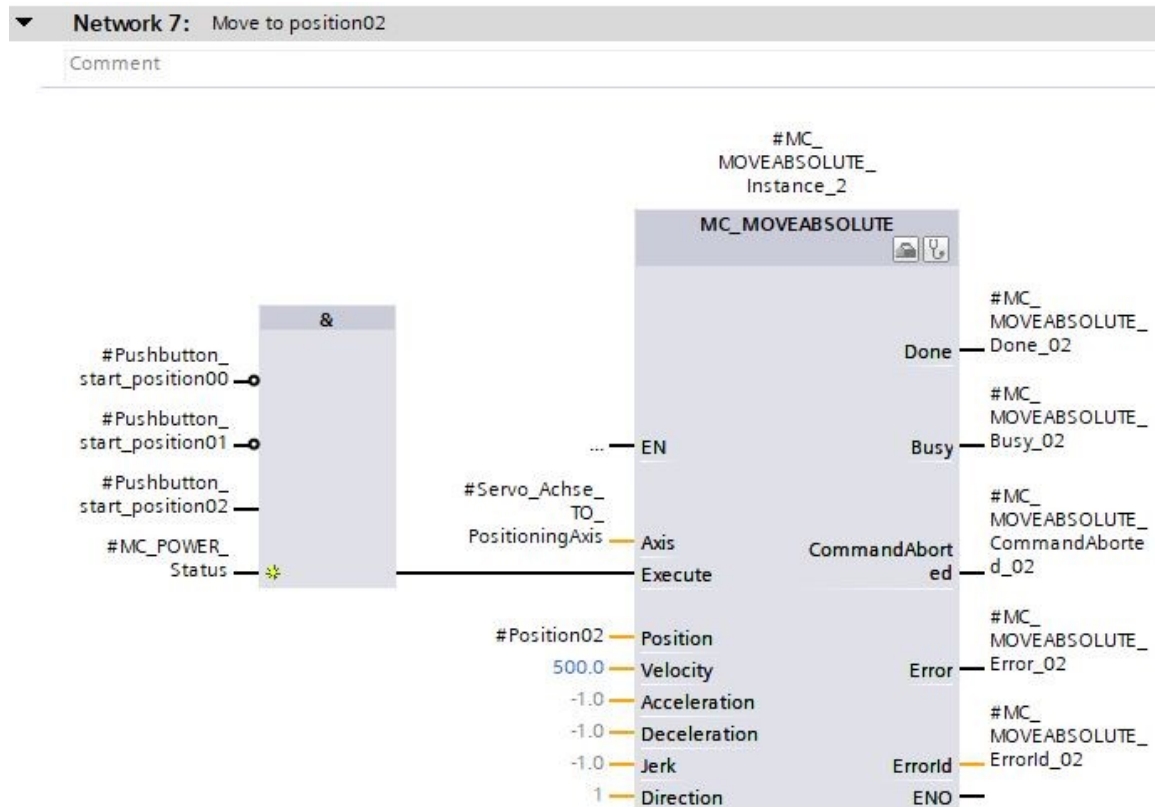 Network 7: Move to position02
Comment
#MC_
MOVEABSOLUTE_
Instance_2
MC_MOVEABSOLUTE
&
#Pushbutton_
start_position00
#Pushbutton_
start_position01
#Pushbutton_
start_position02
#MC_POWER_
Status
... EN
#Servo_Achse_
TO_
PositioningAxis Axis
Execute
#Position02 Position
500.0 Velocity
-1.0 Acceleration
-1.0 Deceleration
-1.0 Jerk
1 Direction
#MC_
MOVEABSOLUTE_
Done Done_02
#MC_
MOVEABSOLUTE_
Busy Busy_02
#MC_
MOVEABSOLUTE_
CommandAbort CommandAborte
ed d_02
#MC_
MOVEABSOLUTE_
Error Error_02
#MC_
MOVEABSOLUTE_
ErrorId ErrorId_02
ENO